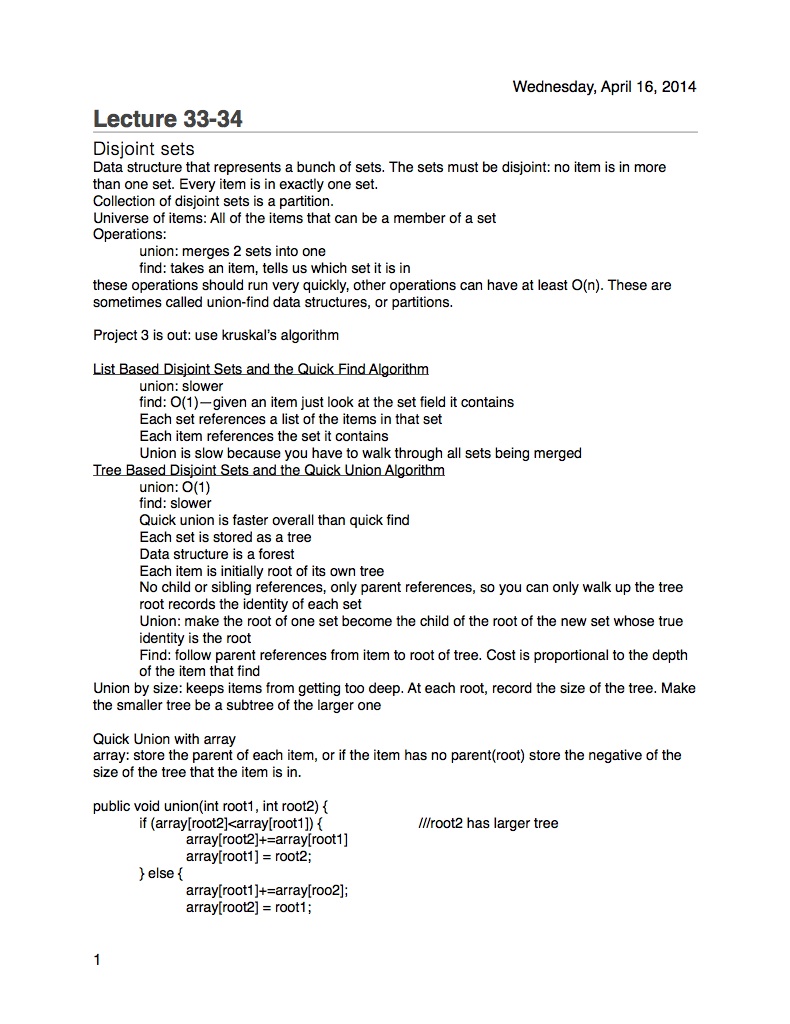 Wednesday, April 16, 2014
Lecture 33-34
Disjoint sets
Data structure that represents a bunch of sets. The sets must be disjoint: no item is in more
than one set. Every item is in exactly one set.
Collection of disjoint sets is a partition.
Universe of items: All of the items that can be a member of a set
Operations:
union: merges 2 sets into one
find: takes an item, tells us which set it is in
these operations should run very quickly, other operations can have at least O(n). These are
sometimes called union-find data structures, or partitions.
Project 3 is out: use kruskal's algorithm
List Based Disjoint Sets and the Quick Find Algorithm
union: slower
find: O(1)—given an item just look at the set field it contains
Each set references a list of the items in that set
Each item references the set it contains
Union is slow because you have to walk through all sets being merged
Tree Based Disjoint Sets and the Quick Union Algorithm
union: O(1)
find: slower
Quick union is faster overall than quick find
Each set is stored as a tree
Data structure is a forest
Each item is initially root of its own tree
No child or sibling references, only parent references, so you can only walk up the tree
root records the identity of each set
Union: make the root of one set become the child of the root of the new set whose true
identity is the root
Find: follow parent references from item to root of tree. Cost is proportional to the depth
of the item that find
Union by size: keeps items from getting too deep. At each root, record the size of the tree. Make
the smaller tree be a subtree of the larger one
Quick Union with array
array: store the parent of each item, or if the item has no parent(root) store the negative of the
size of the tree that the item is in.
public void union(int root1, int root2) {
if (array[root2]<array[root1]) { ///root2 has larger tree
array[root2]+=array[root1]
array[root1] = root2;
} else {
array[root1]+=array[roo2];
array[root2] = root1;
1